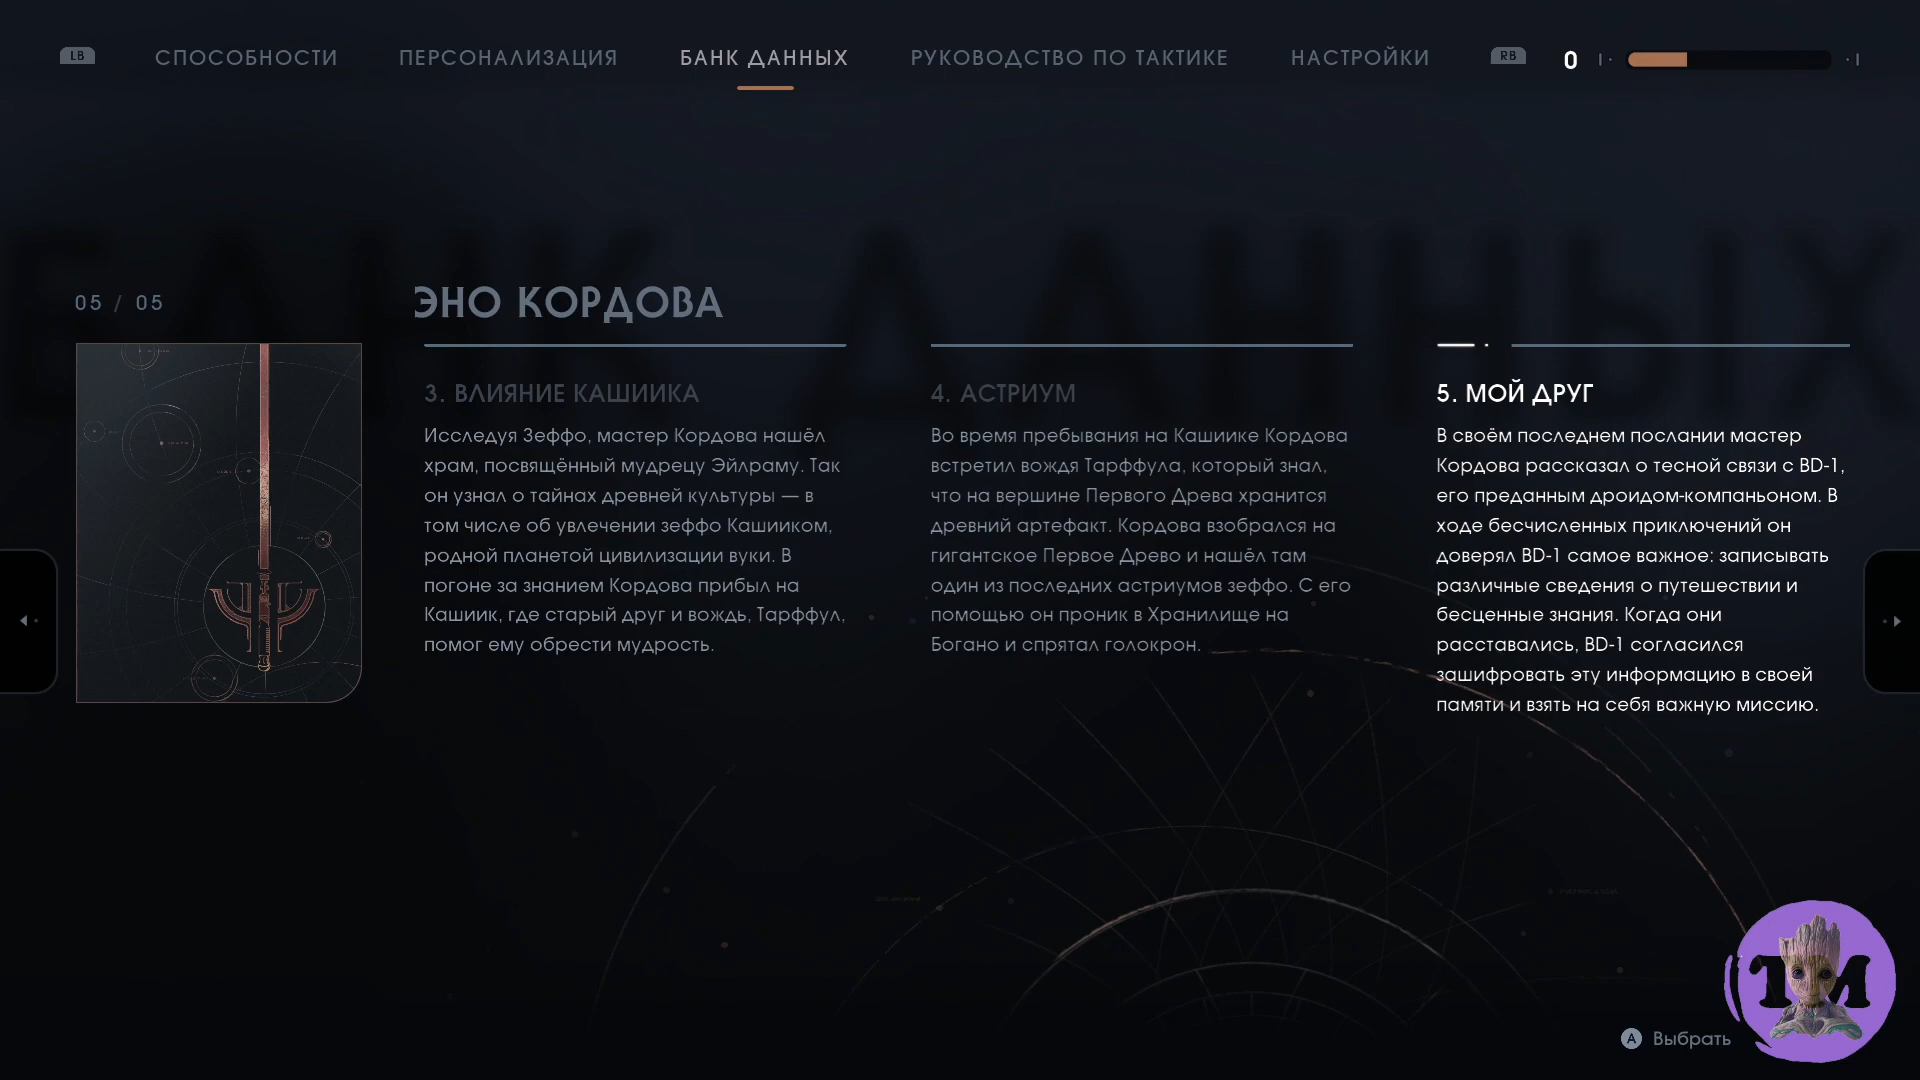 LB
СПОСОБНОСТИ
ПЕРСОНАЛИЗАЦИЯ
БАНК ДАННЫХ
РУКОВОДСТВО ПО ТАКТИКЕ
НАСТРОЙКИ
RB
0
БАНК ДАННЫХ
05 / 05
ЭНО КОРДОВА
3. ВЛИЯНИЕ КАШИИКА
Исследуя Зеффо, мастер Кордова нашёл
храм, посвящённый мудрецу Эйлраму. Так
он узнал о тайнах древней культуры — в
том числе об увлечении зеффо Кашииком,
родной планетой цивилизации вуки. В
погоне за знанием Кордова прибыл на
Кашиик, где старый друг и вождь, Тарффул,
помог ему обрести мудрость.
4. АСТРИУМ
Во время пребывания на Кашиике Кордова
встретил вождя Тарффула, который знал,
что на вершине Первого Древа хранится
древний артефакт. Кордова взобрался на
гигантское Первое Древо и нашёл там
один из последних астриумов зеффо. С его
помощью он проник в Хранилище на
Богано и спрятал голокрон.
5. МОЙ ДРУГ
В своём последнем послании мастер
Кордова рассказал о тесной связи с BD-1,
его преданным дроидом-компаньоном. В
ходе бесчисленных приключений он
доверял BD-1 самое важное: записывать
различные сведения о путешествии и
бесценные знания. Когда они
расставались, BD-1 согласился
зашифровать эту информацию в своей
памяти и взять на себя важную миссию.
A Выбрать